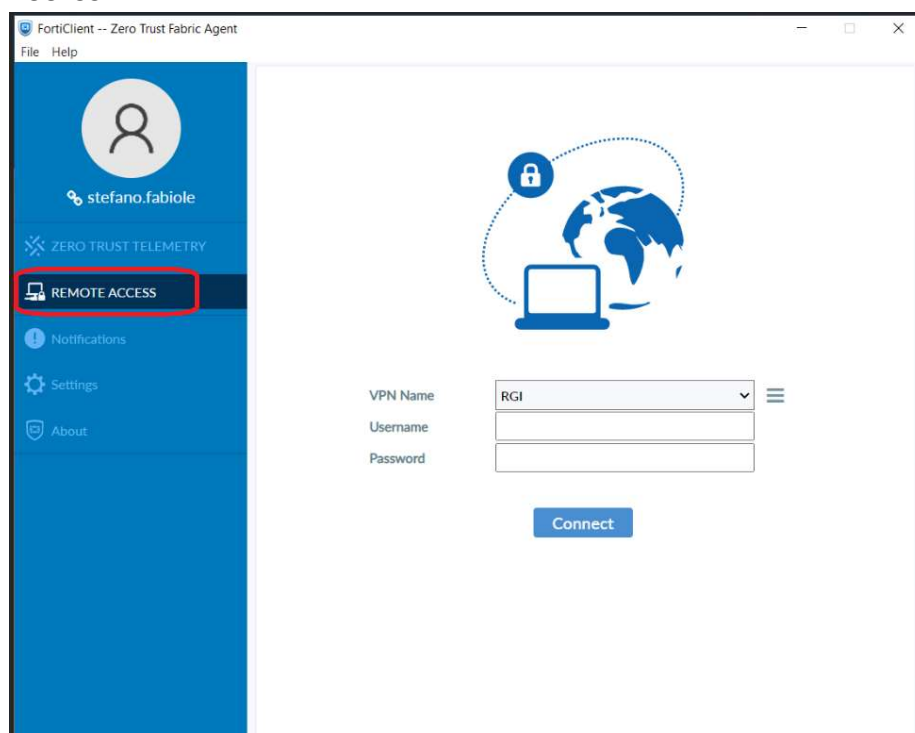 FortiClient -- Zero Trust Fabric Agent
File Help
stefano.fabiole
ZERO TRUST TELEMETRY
REMOTE ACCESS
Notifications
Settings
About
VPN Name RGI
Username
Password
Connect